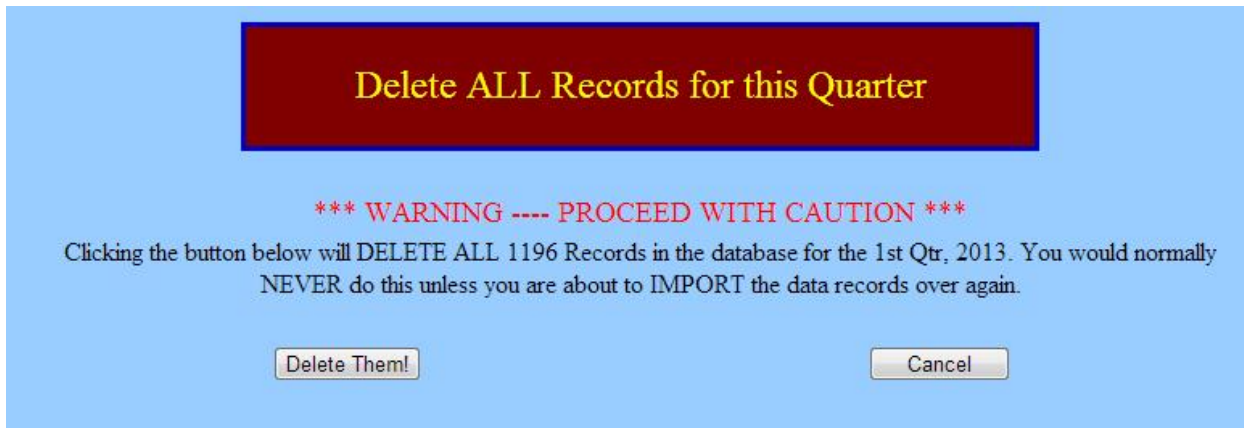 Delete ALL Records for this Quarter
*** WARNING ---- PROCEED WITH CAUTION ***
Clicking the button below will DELETE ALL 1196 Records in the database for the 1st Qtr, 2013. You would normally
NEVER do this unless you are about to IMPORT the data records over again.
Delete Them! Cancel